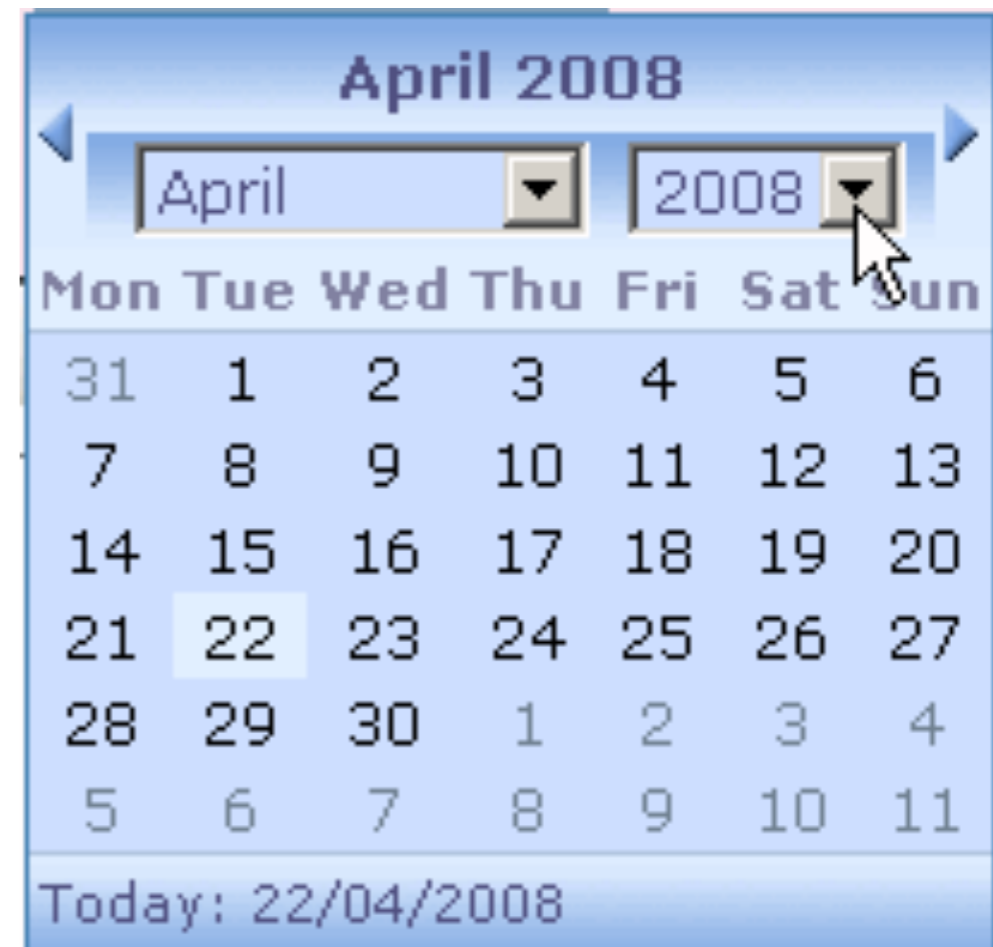 April 2008
April 2008
Mon Tue Wed Thu Fri Sat Sun
31 1 2 3 4 5 6
7 8 9 10 11 12 13
14 15 16 17 18 19 20
21 22 23 24 25 26 27
28 29 30 1 2 3 4
5 6 7 8 9 10 11
Today: 22/04/2008